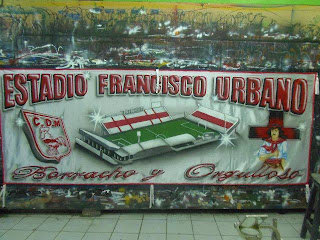 ESTADIO FRANCISCO URBANO
C.D.M
Borracho y Orgulloso